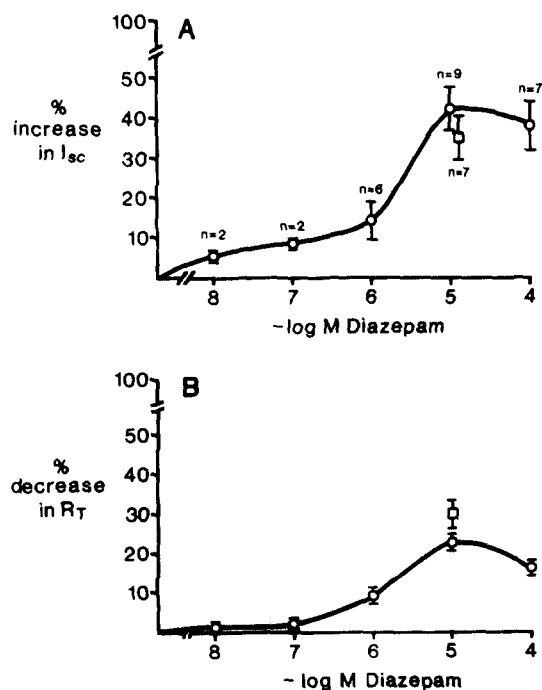 A
100
50
40
30
20
10
%
increase
in Isc
n=2
n=2
n=6
n=9
n=7
n=7
8 7 6 5 4
- log M Diazepam
B
100
50
40
30
20
10
%
decrease
in RT
8 7 6 5 4
- log M Diazepam